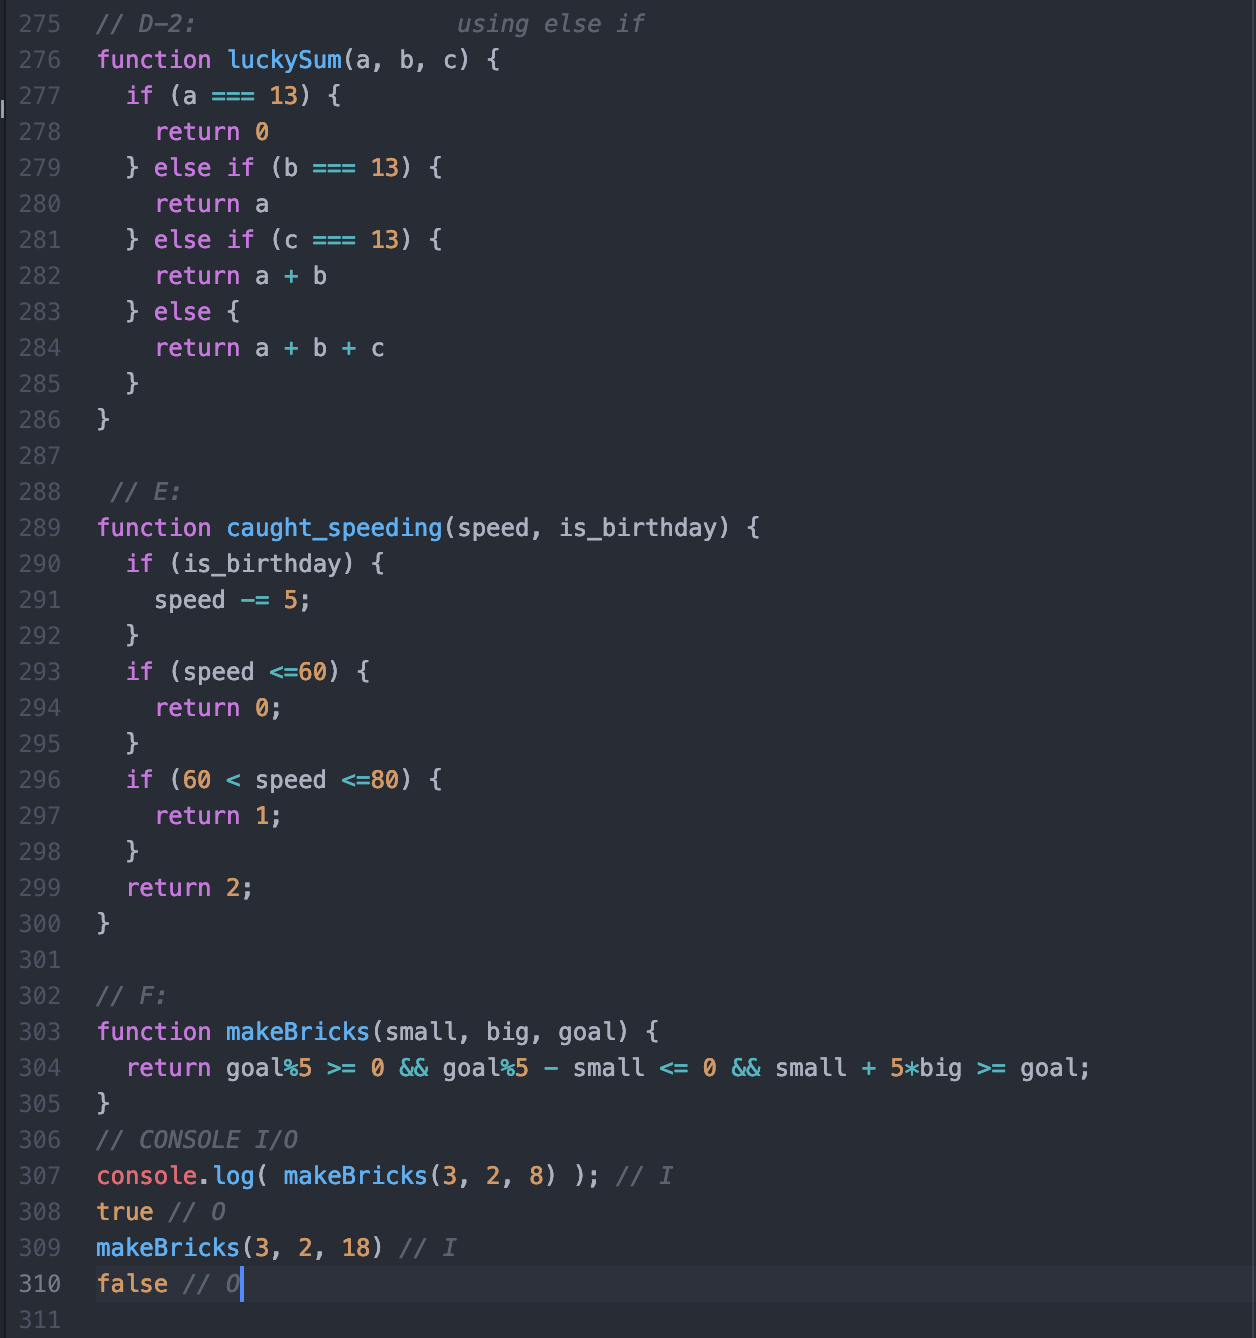 275 // D-2: using else if
276 function luckySum(a, b, c) {
277 if (a === 13) {
278 return 0
279 } else if (b === 13) {
280 return a
281 } else if (c === 13) {
282 return a + b
283 } else {
284 return a + b + c
285 }
286 }
287
288 // E:
289 function caught_speeding(speed, is_birthday) {
290 if (is_birthday) {
291 speed -= 5;
292 }
293 if (speed <=60) {
294 return 0;
295 }
296 if (60 < speed <=80) {
297 return 1;
298 }
299 return 2;
300 }
301
302 // F:
303 function makeBricks(small, big, goal) {
304 return goal%5 >= 0 && goal%5 - small <= 0 && small + 5*big >= goal;
305 }
306 // CONSOLE I/O
307 console.log( makeBricks(3, 2, 8) ); // I
308 true // O
309 makeBricks(3, 2, 18) // I
310 false // O
311